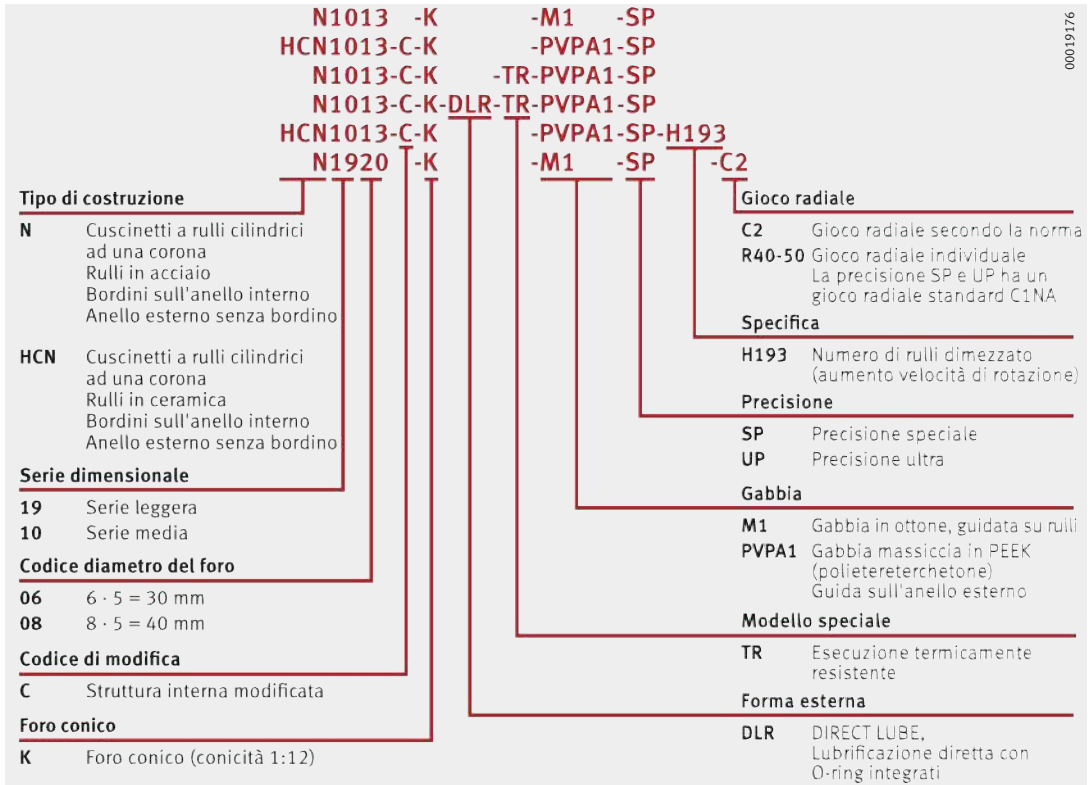 N1013 -K -M1 -SP
HCN1013-C-K -PVPA1-SP
N1013-C-K -TR-PVPA1-SP
N1013-C-K-DLR-TR-PVPA1-SP
HCN1013-C-K -PVPA1-SP-H193
N1920 -K -M1 -SP -C2
00019176
Tipo di costruzione
N Cuscinetti a rulli cilindrici
ad una corona
Rulli in acciaio
Bordini sull'anello interno
Anello esterno senza bordino
HCN Cuscinetti a rulli cilindrici
ad una corona
Rulli in ceramica
Bordini sull'anello interno
Anello esterno senza bordino
Serie dimensionale
19 Serie leggera
10 Serie media
Codice diametro del foro
06 6 · 5 = 30 mm
08 8 · 5 = 40 mm
Codice di modifica
C Struttura interna modificata
Foro conico
K Foro conico (conicità 1:12)
Gioco radiale
C2 Gioco radiale secondo la norma
R40-50 Gioco radiale individuale
La precisione SP e UP ha un
gioco radiale standard C1NA
Specifica
H193 Numero di rulli dimezzato
(aumento velocità di rotazione)
Precisione
SP Precisione speciale
UP Precisione ultra
Gabbia
M1 Gabbia in ottone, guidata su rulli
PVPA1 Gabbia massiccia in PEEK
(polietereterchetone)
Guida sull'anello esterno
Modello speciale
TR Esecuzione termicamente
resistente
Forma esterna
DLR DIRECT LUBE,
Lubrificazione diretta con
O-ring integrati